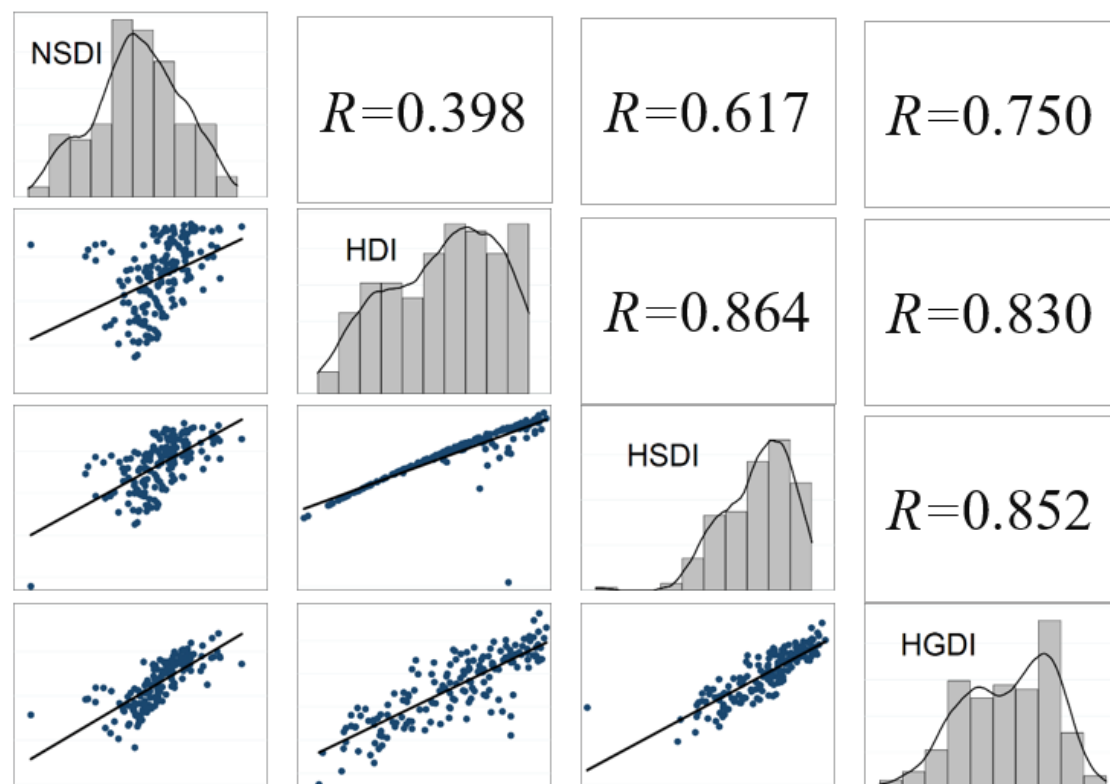 NSDI
R=0.398
R=0.617
R=0.750
HDI
R=0.864
R=0.830
HSDI
R=0.852
HGDI